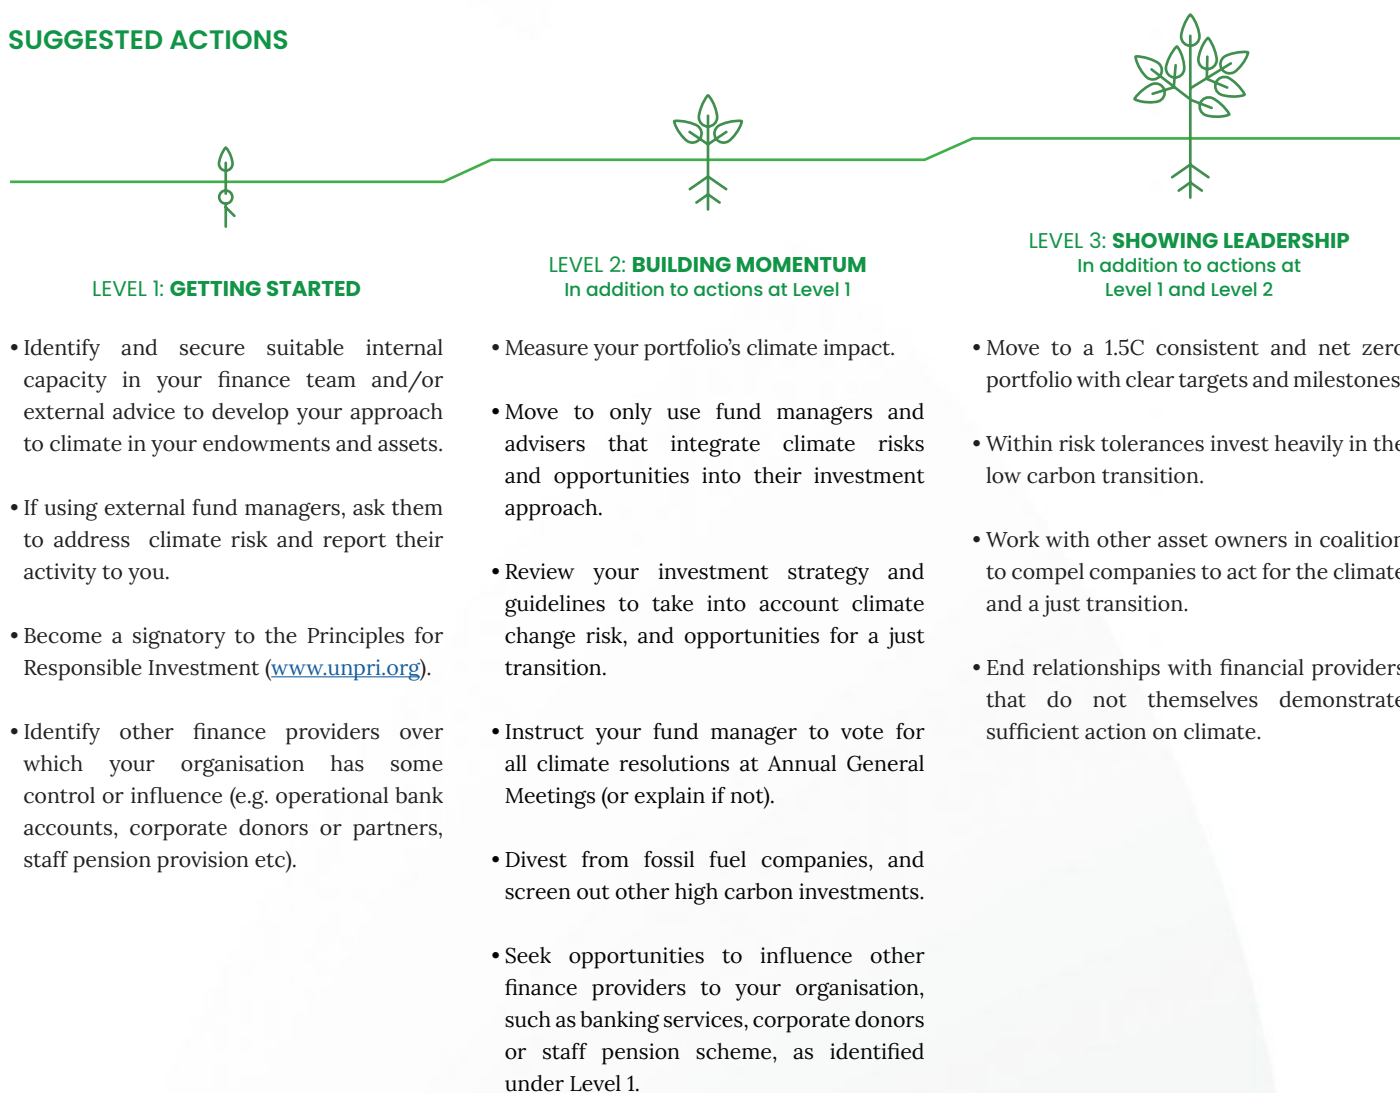 SUGGESTED ACTIONS
LEVEL 1: GETTING STARTED
• Identify and secure suitable internal
capacity in your finance team and/or
external advice to develop your approach
to climate in your endowments and assets.
• If using external fund managers, ask them
to address climate risk and report their
activity to you.
• Become a signatory to the Principles for
Responsible Investment (www.unpri.org).
• Identify other finance providers over
which your organisation has some
control or influence (e.g. operational bank
accounts, corporate donors or partners,
staff pension provision etc).
LEVEL 2: BUILDING MOMENTUM
In addition to actions at Level 1
• Measure your portfolio's climate impact.
• Move to only use fund managers and
advisers that integrate climate risks
and opportunities into their investment
approach.
• Review your investment strategy and
guidelines to take into account climate
change risk, and opportunities for a just
transition.
• Instruct your fund manager to vote for
all climate resolutions at Annual General
Meetings (or explain if not).
• Divest from fossil fuel companies, and
screen out other high carbon investments.
• Seek opportunities to influence other
finance providers to your organisation,
such as banking services, corporate donors
or staff pension scheme, as identified
under Level 1.
LEVEL 3: SHOWING LEADERSHIP
In addition to actions at
Level 1 and Level 2
• Move to a 1.5C consistent and net zero
portfolio with clear targets and milestones
• Within risk tolerances invest heavily in the
low carbon transition.
• Work with other asset owners in coalition
to compel companies to act for the climate
and a just transition.
• End relationships with financial providers
that do not themselves demonstrate
sufficient action on climate.